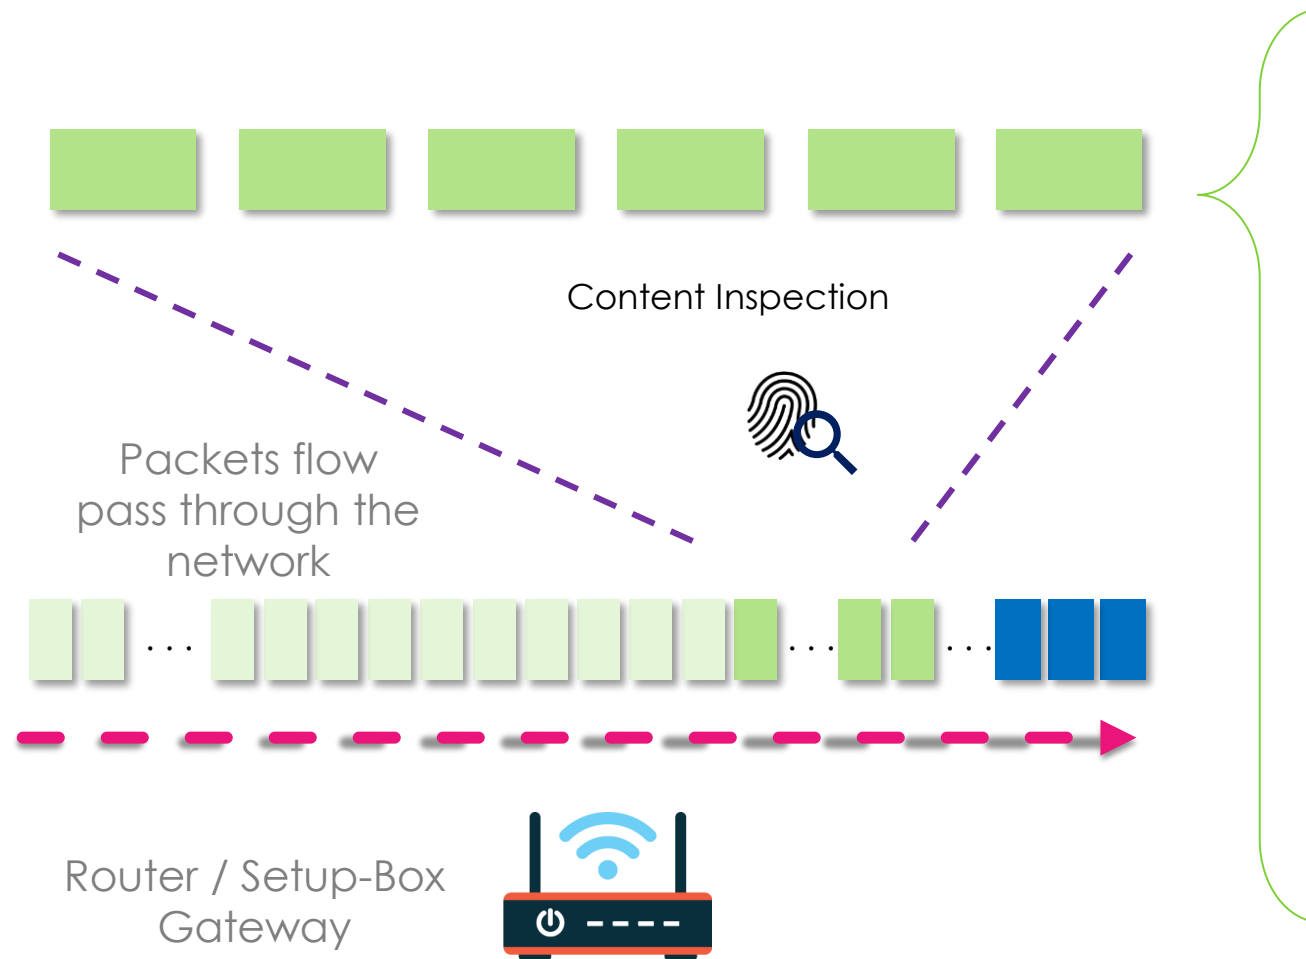 Content Inspection
Packets flow
pass through the
network
. . .
. . .
. . .
Router / Setup-Box
Gateway